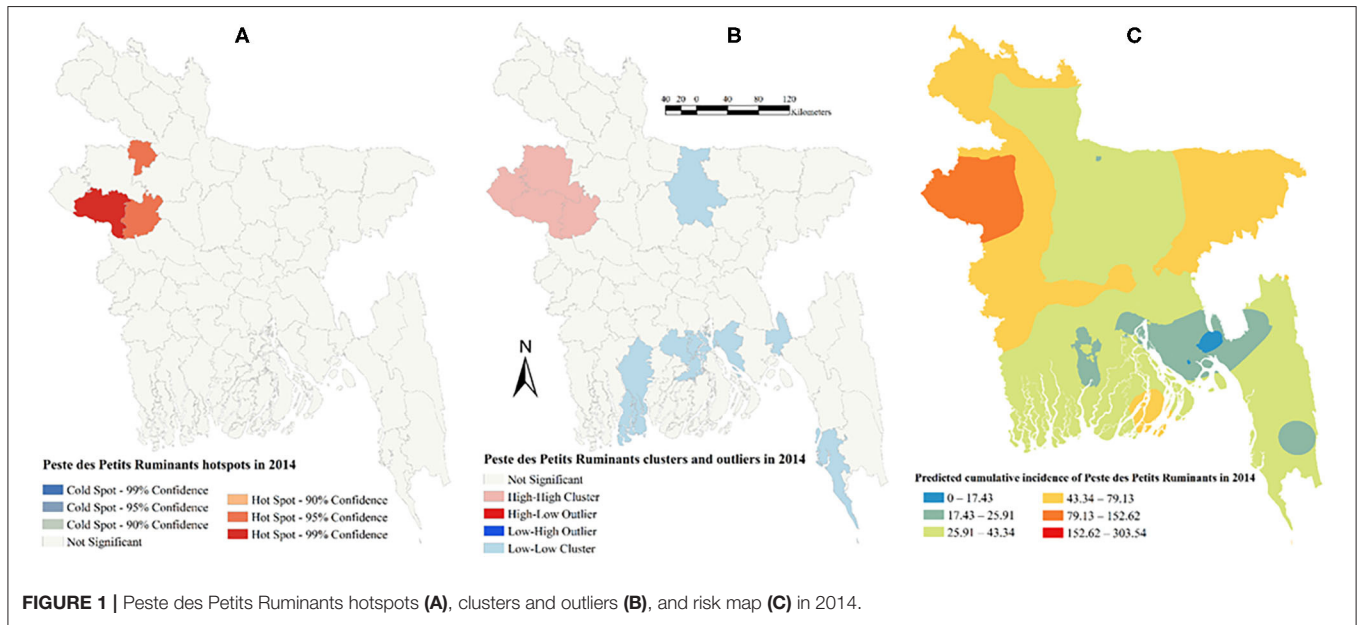 A
B
C
40 20 0 40 80 120
Kilometers
N
Peste des Petits Ruminants hotspots in 2014
Cold Spot - 99% Confidence
Cold Spot - 95% Confidence
Cold Spot - 90% Confidence
Not Significant
Hot Spot - 90% Confidence
Hot Spot - 95% Confidence
Hot Spot - 99% Confidence
Peste des Petits Ruminants clusters and outliers in 2014
Not Significant
High-High Cluster
High-Low Outlier
Low-High Outlier
Low-Low Cluster
Predicted cumulative incidence of Peste des Petits Ruminants in 2014
0 – 17.43
17.43 – 25.91
25.91 – 43.34
43.34 – 79.13
79.13 – 152.62
152.62 – 303.54
FIGURE 1 | Peste des Petits Ruminants hotspots (A), clusters and outliers (B), and risk map (C) in 2014.